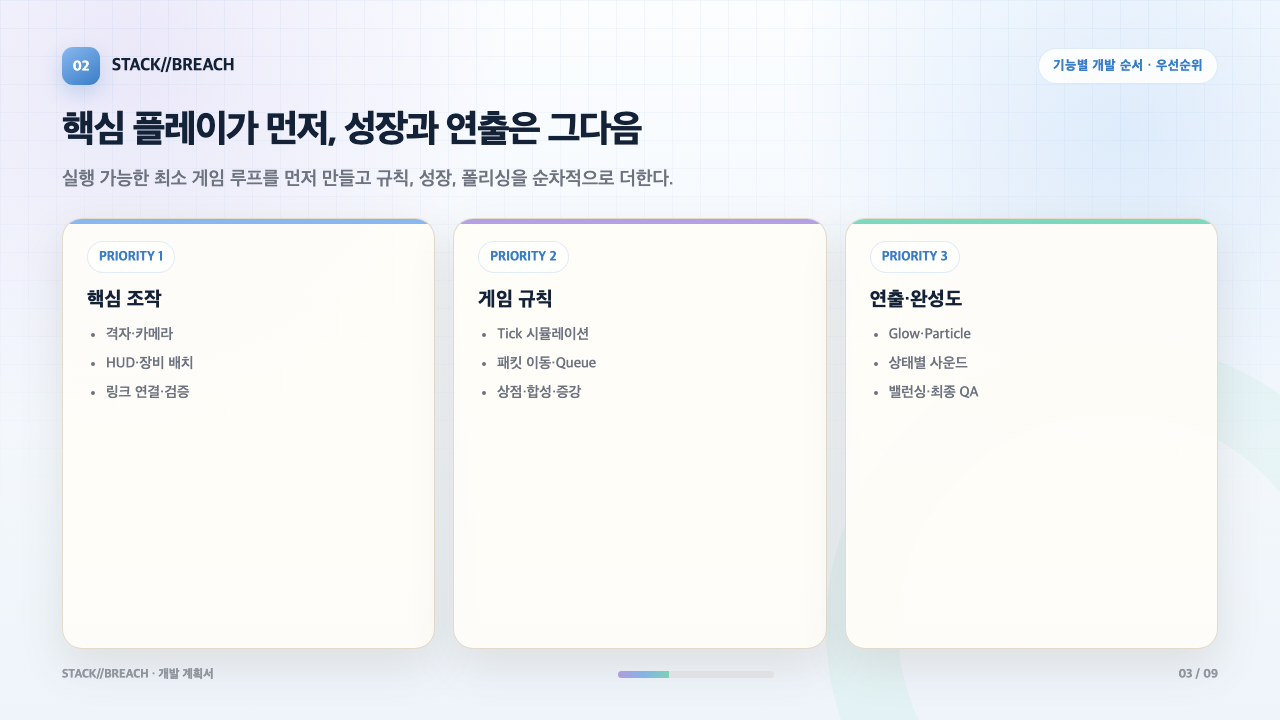 02
STACK//BREACH
기능별 개발 순서 · 우선순위
핵심 플레이가 먼저, 성장과 연출은 그다음
실행 가능한 최소 게임 루프를 먼저 만들고 규칙, 성장, 폴리싱을 순차적으로 더한다.
PRIORITY 1
핵심 조작
• 격자·카메라
• HUD·장비 배치
• 링크 연결·검증
PRIORITY 2
게임 규칙
• Tick 시뮬레이션
• 패킷 이동·Queue
• 상점·합성·증강
PRIORITY 3
연출·완성도
• Glow·Particle
• 상태별 사운드
• 밸런싱·최종 QA
STACK//BREACH · 개발 계획서
03 / 09